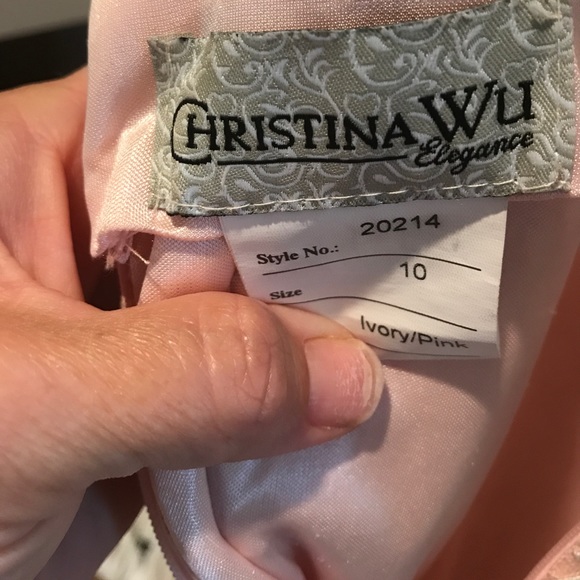 CHRISTINA WU
Elegance
20214
Style No.:
10
Size
Ivory/Pink